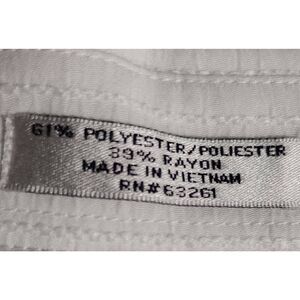 61% POLYESTER/POLIESTER
39% RAYON
MADE IN VIETNAM
RN#63261